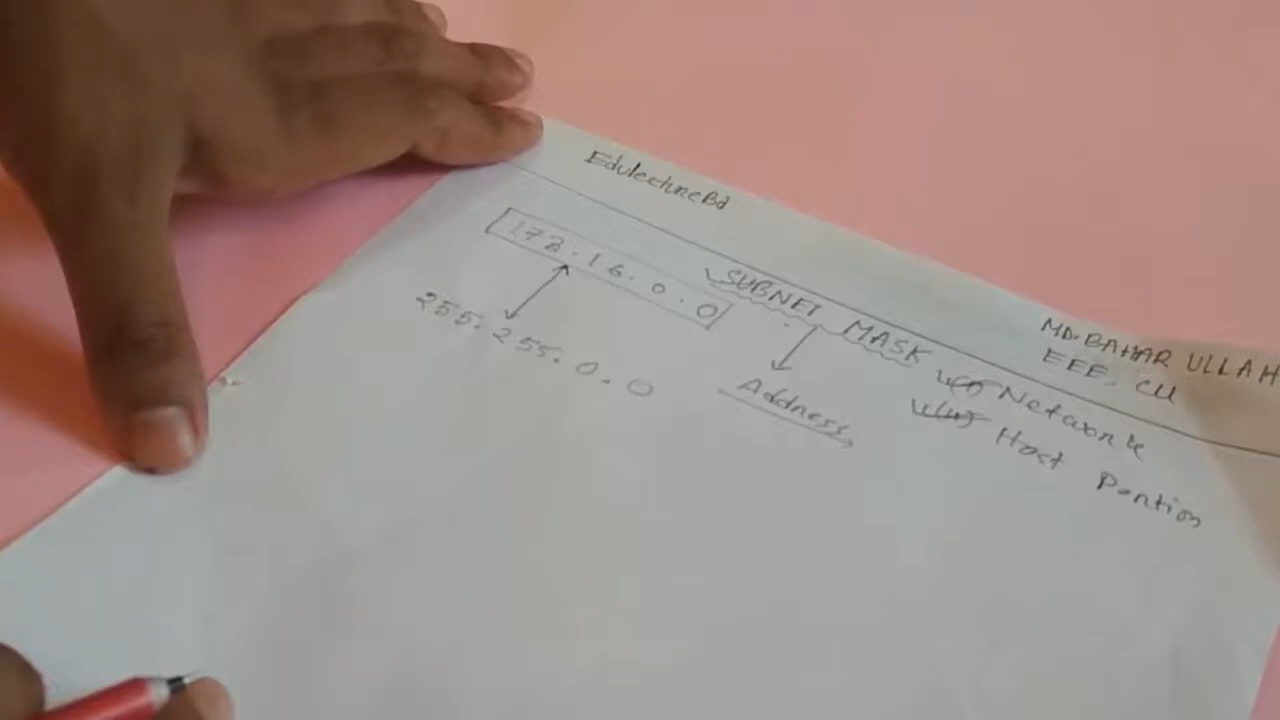 EdulectureBd
MD. BAHAR ULLAH
EEE, CU
172.16.0.0
SUBNET MASK
Network
Host Portion
Address,
255.255.0.0